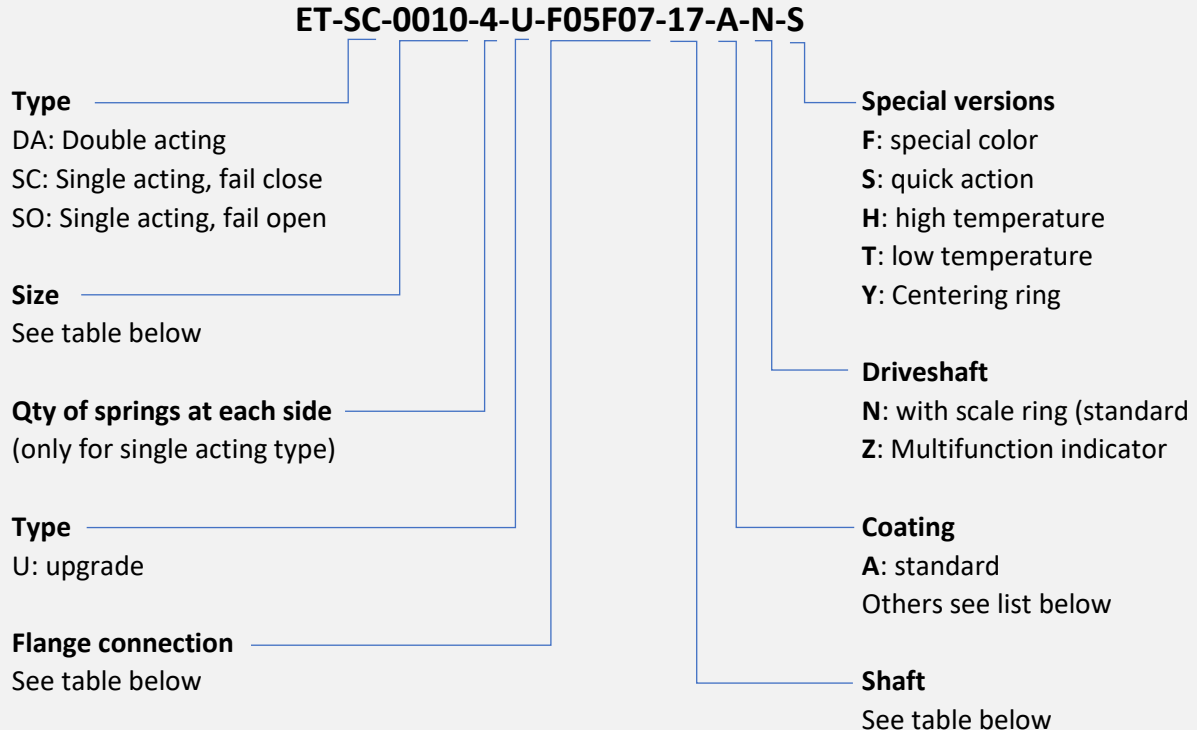 ET-SC-0010-4-U-F05F07-17-A-N-S
Type
DA: Double acting
SC: Single acting, fail close
SO: Single acting, fail open
Size
See table below
Qty of springs at each side
(only for single acting type)
Type
U: upgrade
Flange connection
See table below
Special versions
F: special color
S: quick action
H: high temperature
T: low temperature
Y: Centering ring
Driveshaft
N: with scale ring (standard
Z: Multifunction indicator
Coating
A: standard
Others see list below
Shaft
See table below